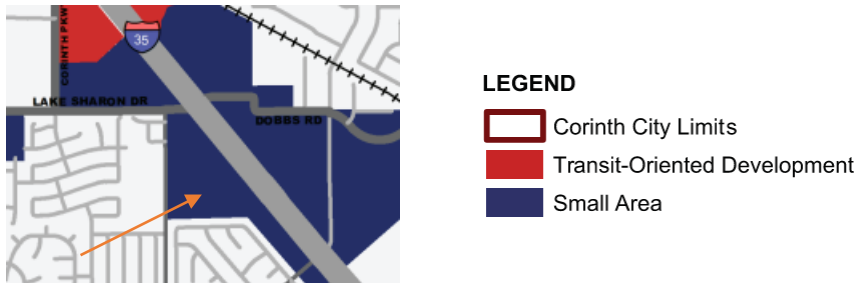 CORINTH PKWY
35
LAKE SHARON DR
DOBBS RD
LEGEND
Corinth City Limits
Transit-Oriented Development
Small Area